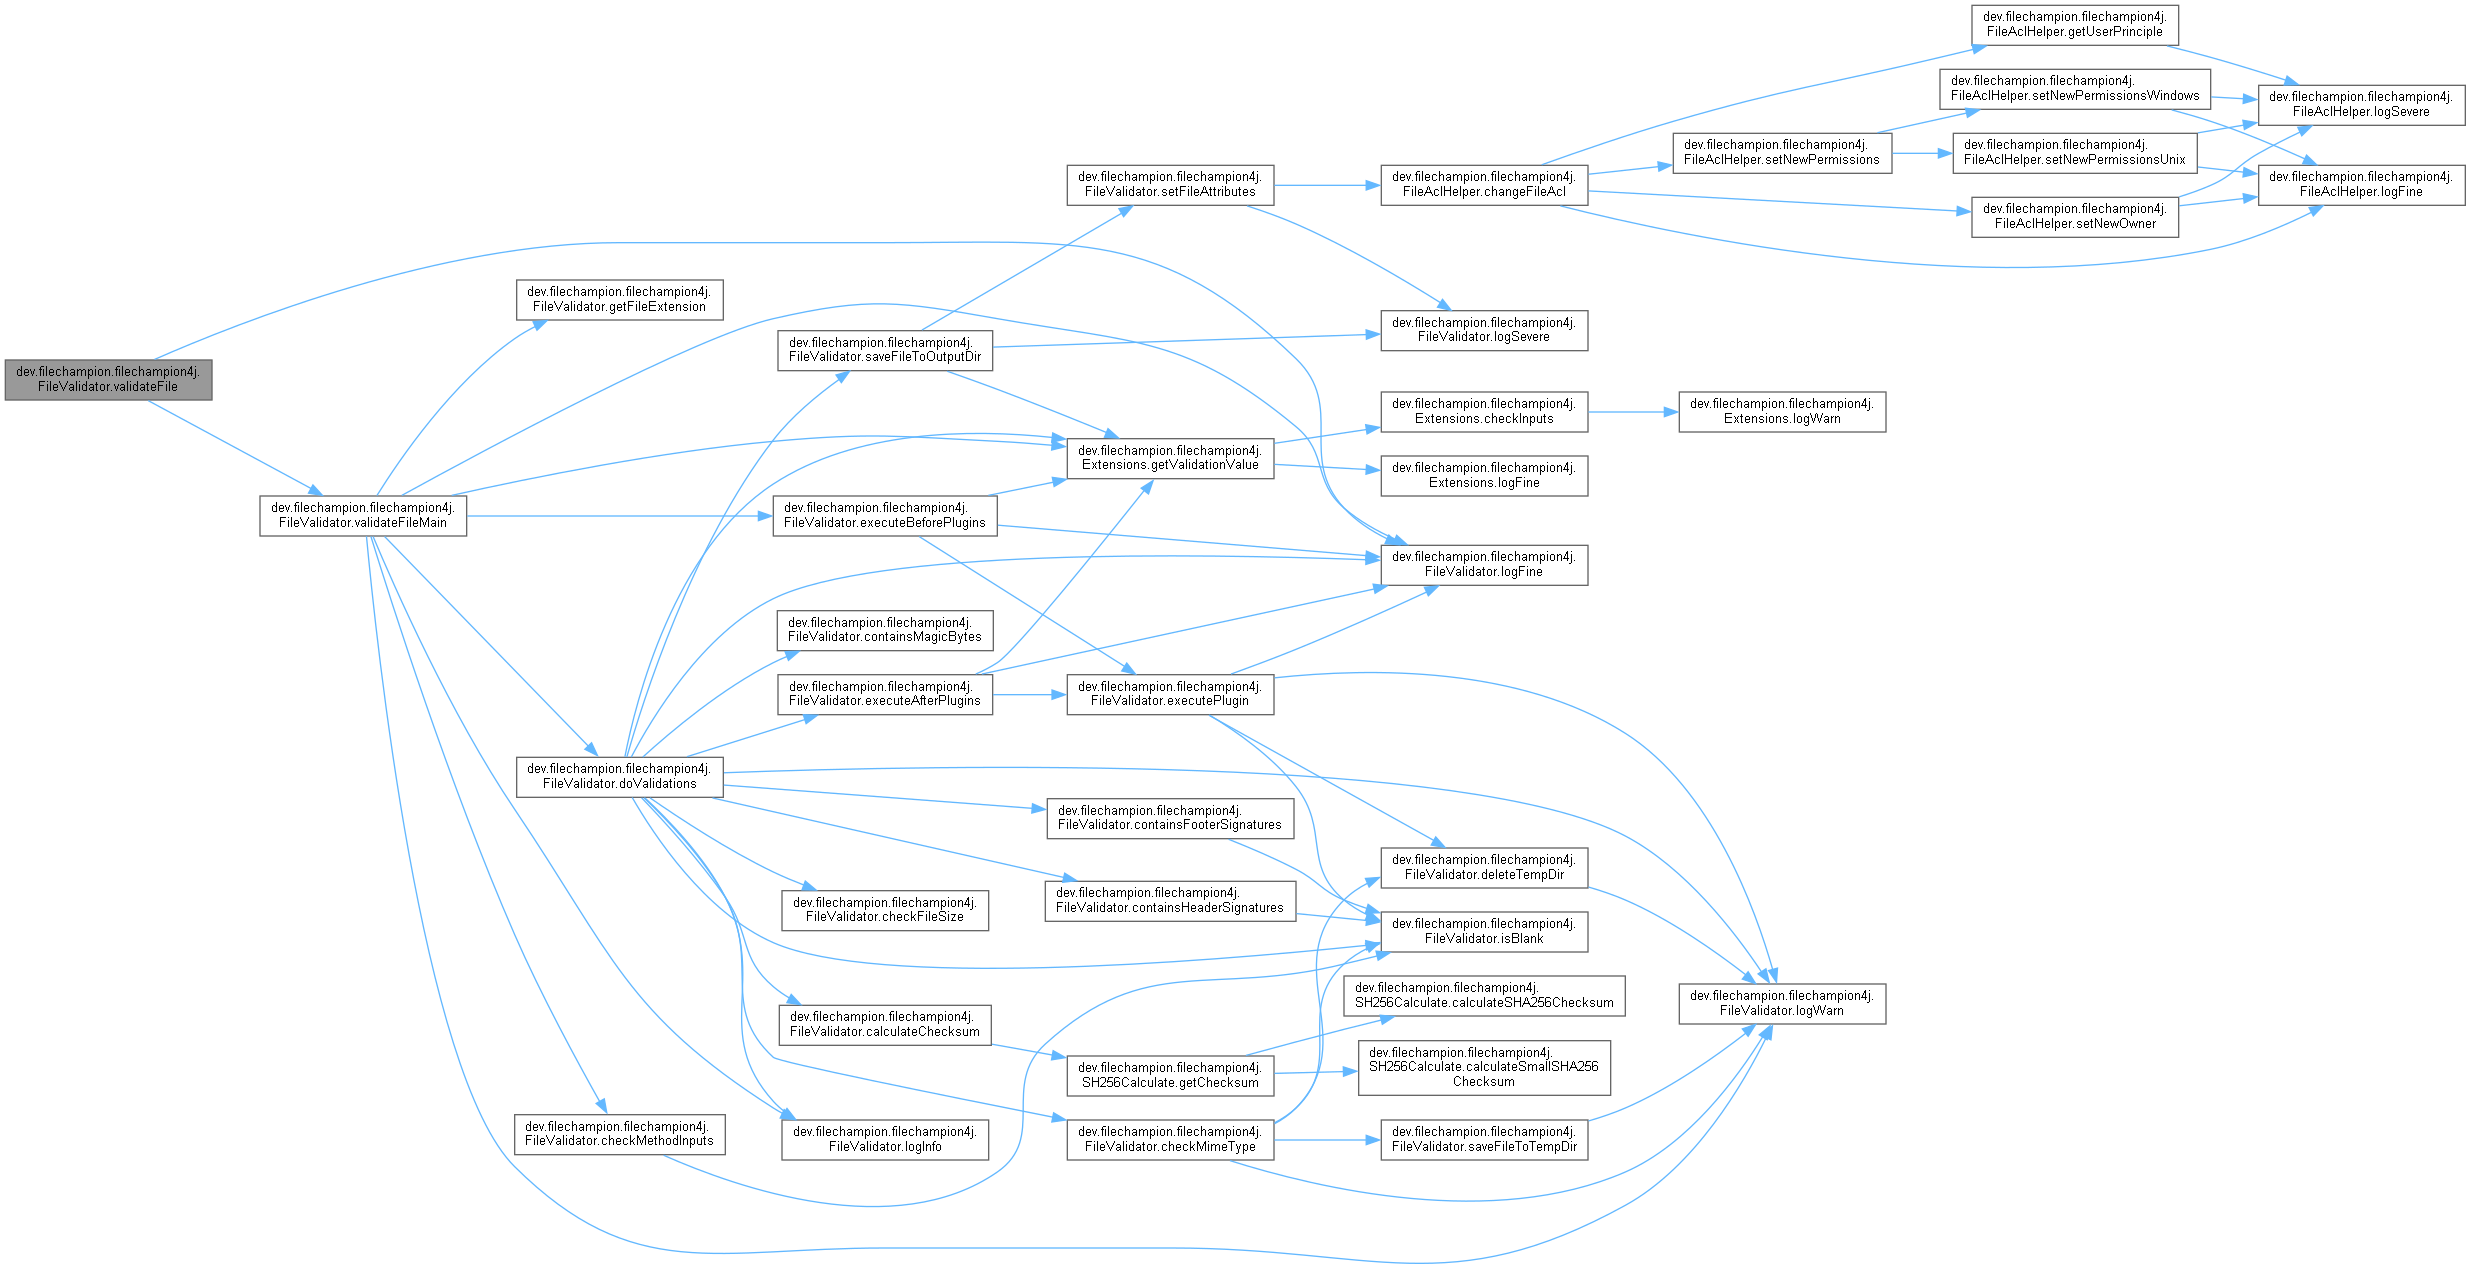 dev.filechampion.filechampion4j.
FileAclHelper.getUserPrinciple
dev.filechampion.filechampion4j.
FileAclHelper.setNewPermissionsWindows
dev.filechampion.filechampion4j.
FileAclHelper.logSevere
dev.filechampion.filechampion4j.
FileAclHelper.setNewPermissions
dev.filechampion.filechampion4j.
FileAclHelper.setNewPermissionsUnix
dev.filechampion.filechampion4j.
FileValidator.setFileAttributes
dev.filechampion.filechampion4j.
FileAclHelper.changeFileAcl
dev.filechampion.filechampion4j.
FileAclHelper.logFine
dev.filechampion.filechampion4j.
FileAclHelper.setNewOwner
dev.filechampion.filechampion4j.
FileValidator.getFileExtension
dev.filechampion.filechampion4j.
FileValidator.logSevere
dev.filechampion.filechampion4j.
FileValidator.saveFileToOutputDir
dev.filechampion.filechampion4j.
FileValidator.validateFile
dev.filechampion.filechampion4j.
Extensions.checkInputs
dev.filechampion.filechampion4j.
Extensions.logWarn
dev.filechampion.filechampion4j.
Extensions.getValidationValue
dev.filechampion.filechampion4j.
Extensions.logFine
dev.filechampion.filechampion4j.
FileValidator.validateFileMain
dev.filechampion.filechampion4j.
FileValidator.executeBeforePlugins
dev.filechampion.filechampion4j.
FileValidator.logFine
dev.filechampion.filechampion4j.
FileValidator.containsMagicBytes
dev.filechampion.filechampion4j.
FileValidator.executeAfterPlugins
dev.filechampion.filechampion4j.
FileValidator.executePlugin
dev.filechampion.filechampion4j.
FileValidator.doValidations
dev.filechampion.filechampion4j.
FileValidator.containsFooterSignatures
dev.filechampion.filechampion4j.
FileValidator.deleteTempDir
dev.filechampion.filechampion4j.
FileValidator.containsHeaderSignatures
dev.filechampion.filechampion4j.
FileValidator.checkFileSize
dev.filechampion.filechampion4j.
FileValidator.isBlank
dev.filechampion.filechampion4j.
SH256Calculate.calculateSHA256Checksum
dev.filechampion.filechampion4j.
FileValidator.logWarn
dev.filechampion.filechampion4j.
FileValidator.calculateChecksum
dev.filechampion.filechampion4j.
SH256Calculate.getChecksum
dev.filechampion.filechampion4j.
SH256Calculate.calculateSmallSHA256
Checksum
dev.filechampion.filechampion4j.
FileValidator.checkMethodInputs
dev.filechampion.filechampion4j.
FileValidator.logInfo
dev.filechampion.filechampion4j.
FileValidator.checkMimeType
dev.filechampion.filechampion4j.
FileValidator.saveFileToTempDir